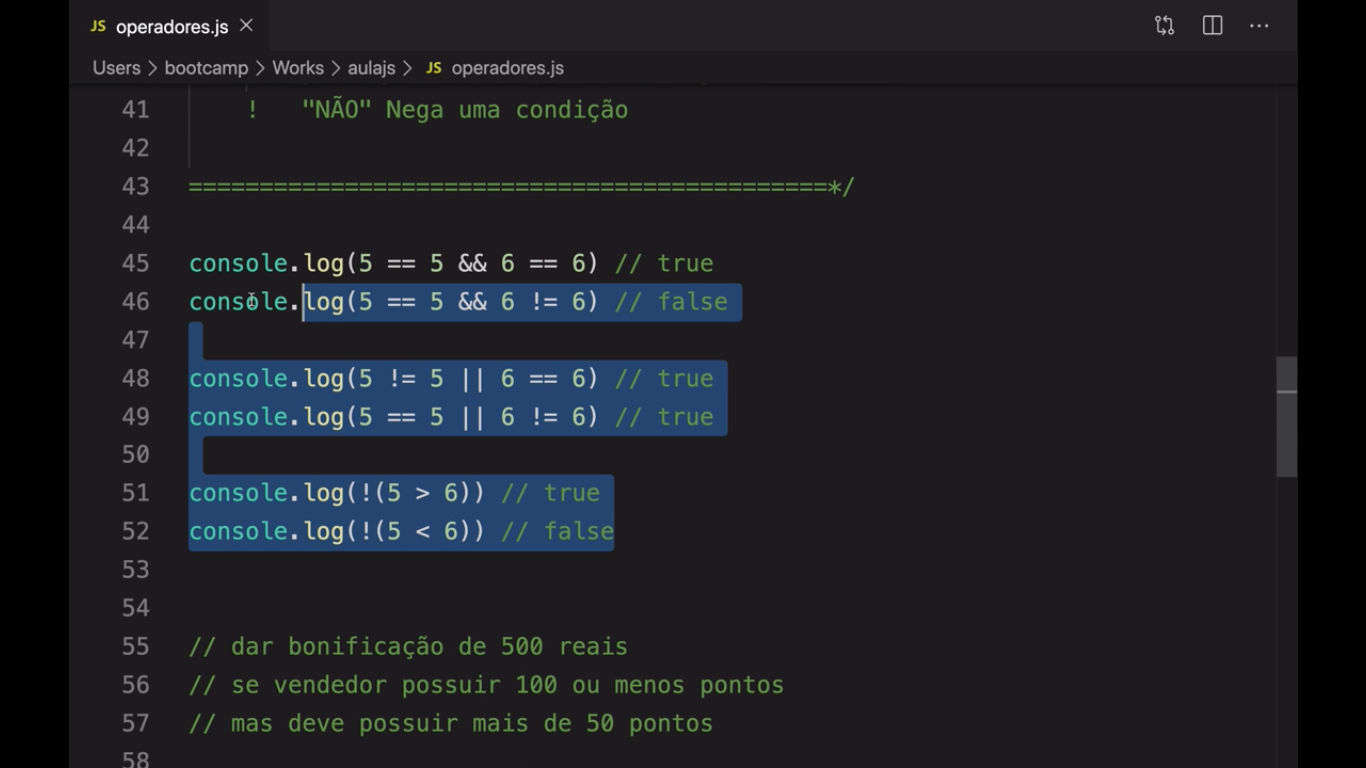 JS operadores.js ×
Users > bootcamp > Works > aulajs > JS operadores.js
41 ! "NÃO" Nega uma condição
42
43 =============================================*/
44
45 console.log(5 == 5 && 6 == 6) // true
46 console.log(5 == 5 && 6 != 6) // false
47
48 console.log(5 != 5 || 6 == 6) // true
49 console.log(5 == 5 || 6 != 6) // true
50
51 console.log(!(5 > 6)) // true
52 console.log(!(5 < 6)) // false
53
54
55 // dar bonificação de 500 reais
56 // se vendedor possuir 100 ou menos pontos
57 // mas deve possuir mais de 50 pontos
58